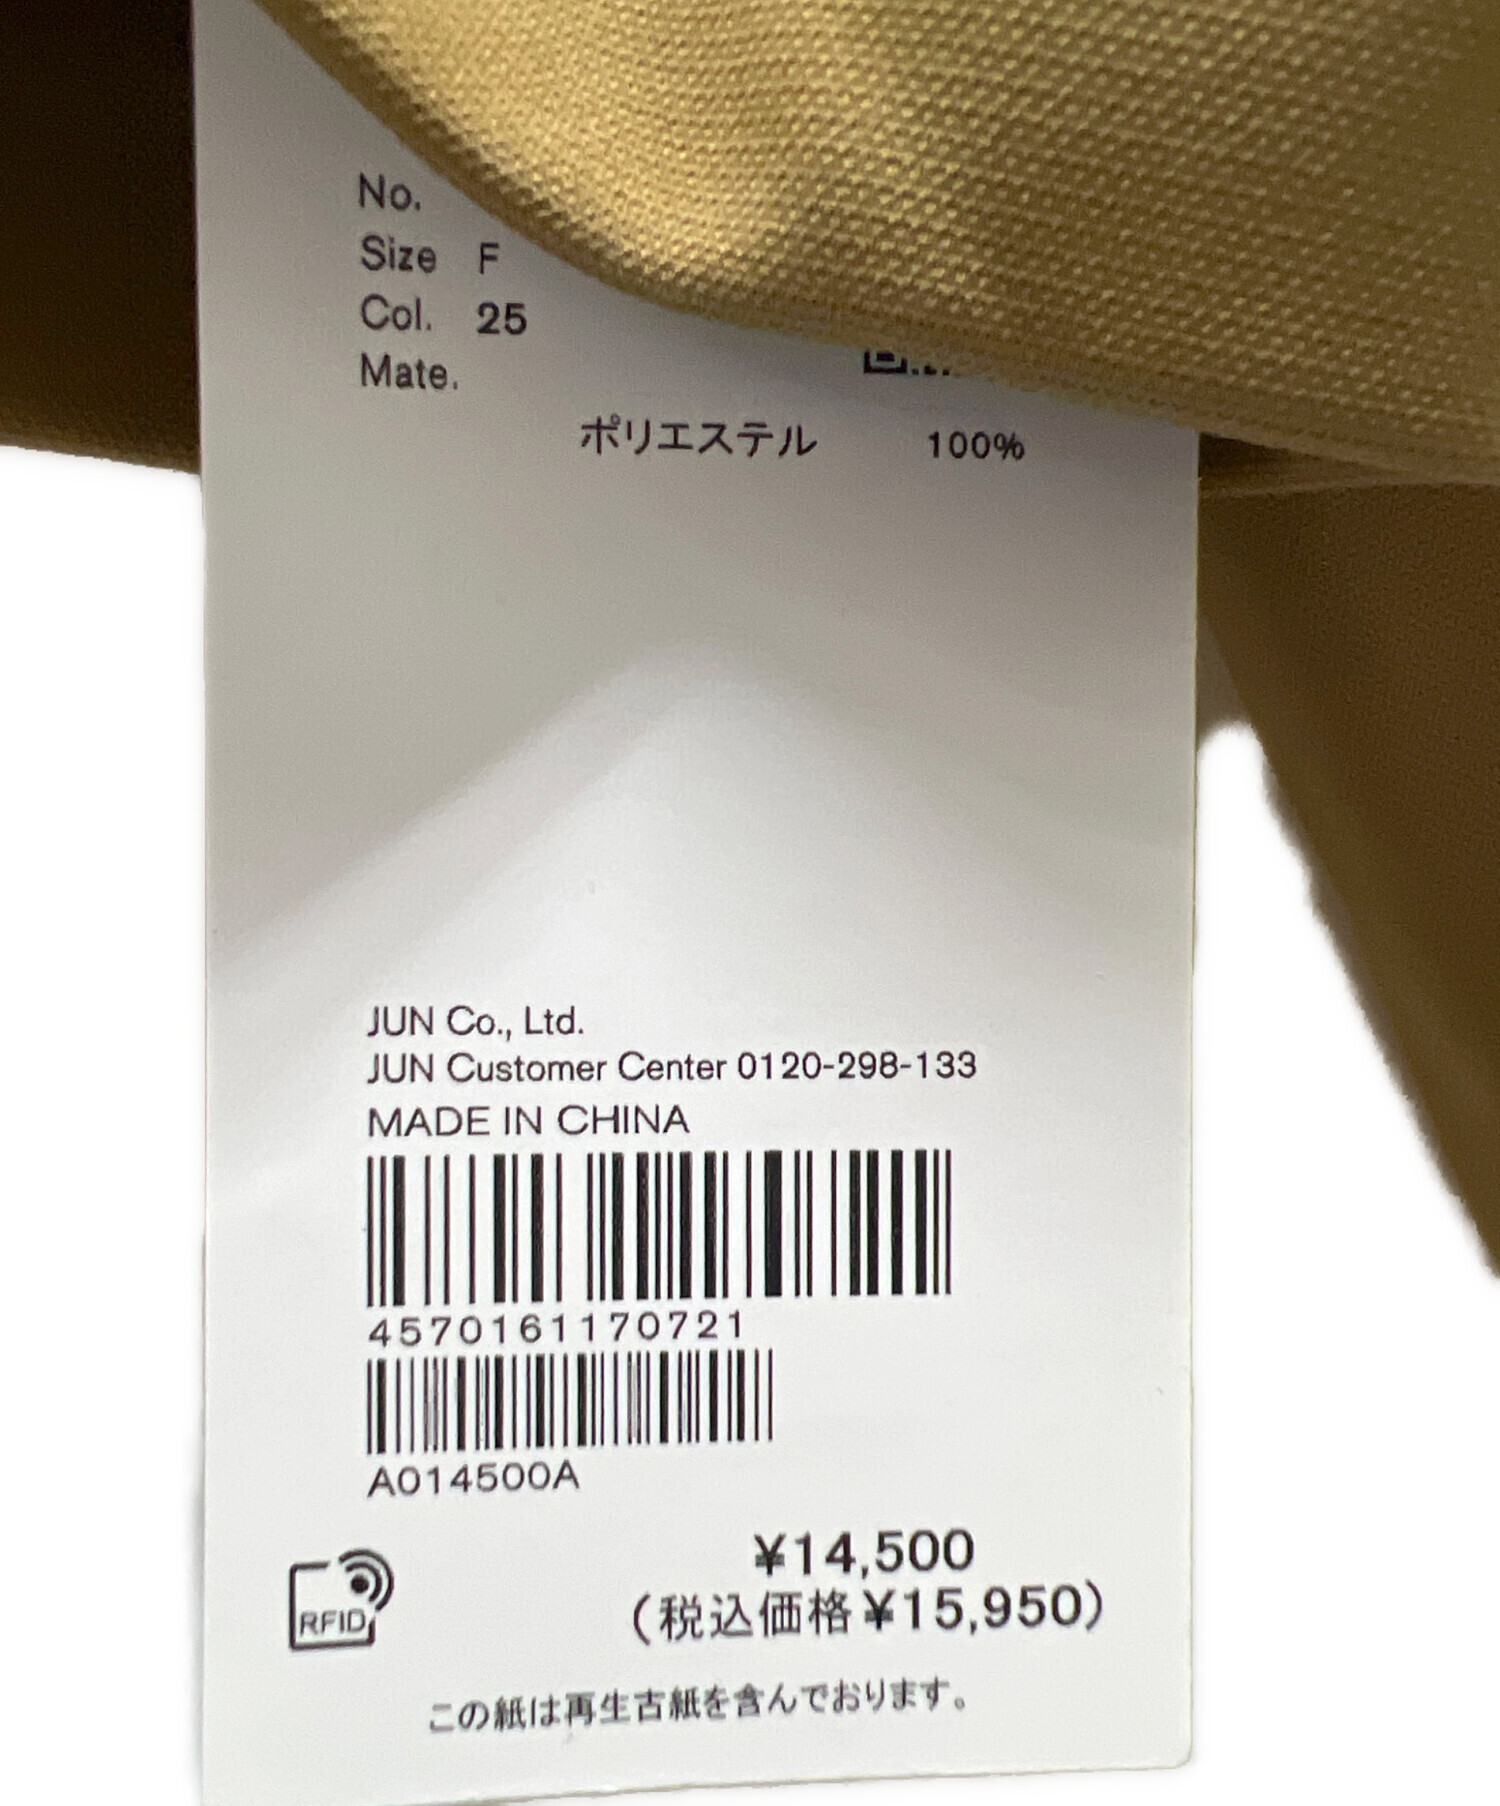 No.
Size F
Col. 25
Mate.
ポリエステル 100%
JUN Co., Ltd.
JUN Customer Center 0120-298-133
MADE IN CHINA
4570161170721
A014500A
¥14,500
RFID
(税込価格¥15,950)
この紙は再生古紙を含んでおります。